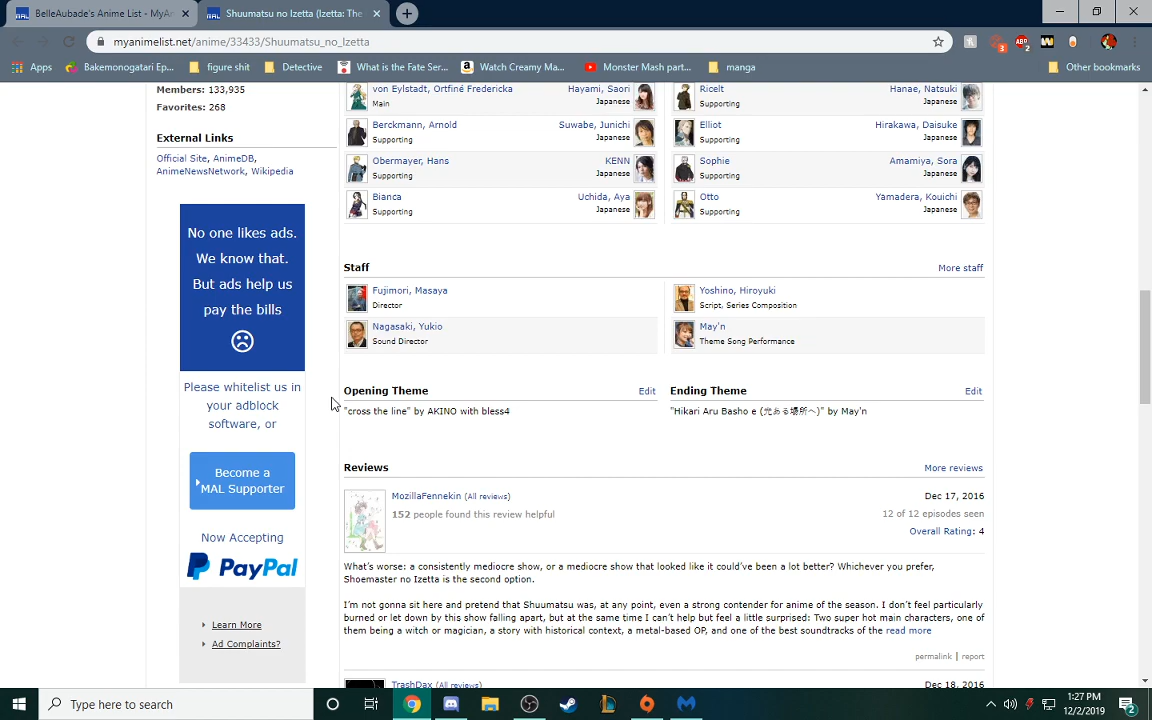 BelleAubade's Anime List - MyAn
Shuumatsu no Izetta (Izetta: The
myanimelist.net/anime/33433/Shuumatsu_no_Izetta
Apps
Bakemonogatari Ep...
figure shit
Detective
What is the Fate Ser...
Watch Creamy Ma...
Monster Mash part...
manga
Other bookmarks
Members: 133,935
Favorites: 268
External Links
Official Site, AnimeDB,
AnimeNewsNetwork, Wikipedia
No one likes ads.
We know that.
But ads help us
pay the bills
Please whitelist us in
your adblock
software, or
Become a
MAL Supporter
Now Accepting
PayPal
Learn More
Ad Complaints?
von Eylstadt, Ortfiné Fredericka
Main
Hayami, Saori
Japanese
Ricelt
Supporting
Hanae, Natsuki
Japanese
Berckmann, Arnold
Supporting
Suwabe, Junichi
Japanese
Elliot
Supporting
Hirakawa, Daisuke
Japanese
Obermayer, Hans
Supporting
KENN
Japanese
Sophie
Supporting
Amamiya, Sora
Japanese
Bianca
Supporting
Uchida, Aya
Japanese
Otto
Supporting
Yamadera, Kouichi
Japanese
Staff
More staff
Fujimori, Masaya
Director
Yoshino, Hiroyuki
Script, Series Composition
Nagasaki, Yukio
Sound Director
May'n
Theme Song Performance
Opening Theme
Edit
"cross the line" by AKINO with bless4
Ending Theme
Edit
"Hikari Aru Basho e (光ある場所へ)" by May'n
Reviews
More reviews
MozillaFennekin (All reviews)
152 people found this review helpful
Dec 17, 2016
12 of 12 episodes seen
Overall Rating: 4
What's worse: a consistently mediocre show, or a mediocre show that looked like it could've been a lot better? Whichever you prefer,
Shoemaster no Izetta is the second option.
I'm not gonna sit here and pretend that Shuumatsu was, at any point, even a strong contender for anime of the season. I don't feel particularly
burned or let down by this show falling apart, but at the same time I can't help but feel a little surprised: Two super hot main characters, one of
them being a witch or magician, a story with historical context, a metal-based OP, and one of the best soundtracks of the read more
permalink | report
TrashDax (All reviews)
Dec 18, 2016
Type here to search
1:27 PM
12/2/2019